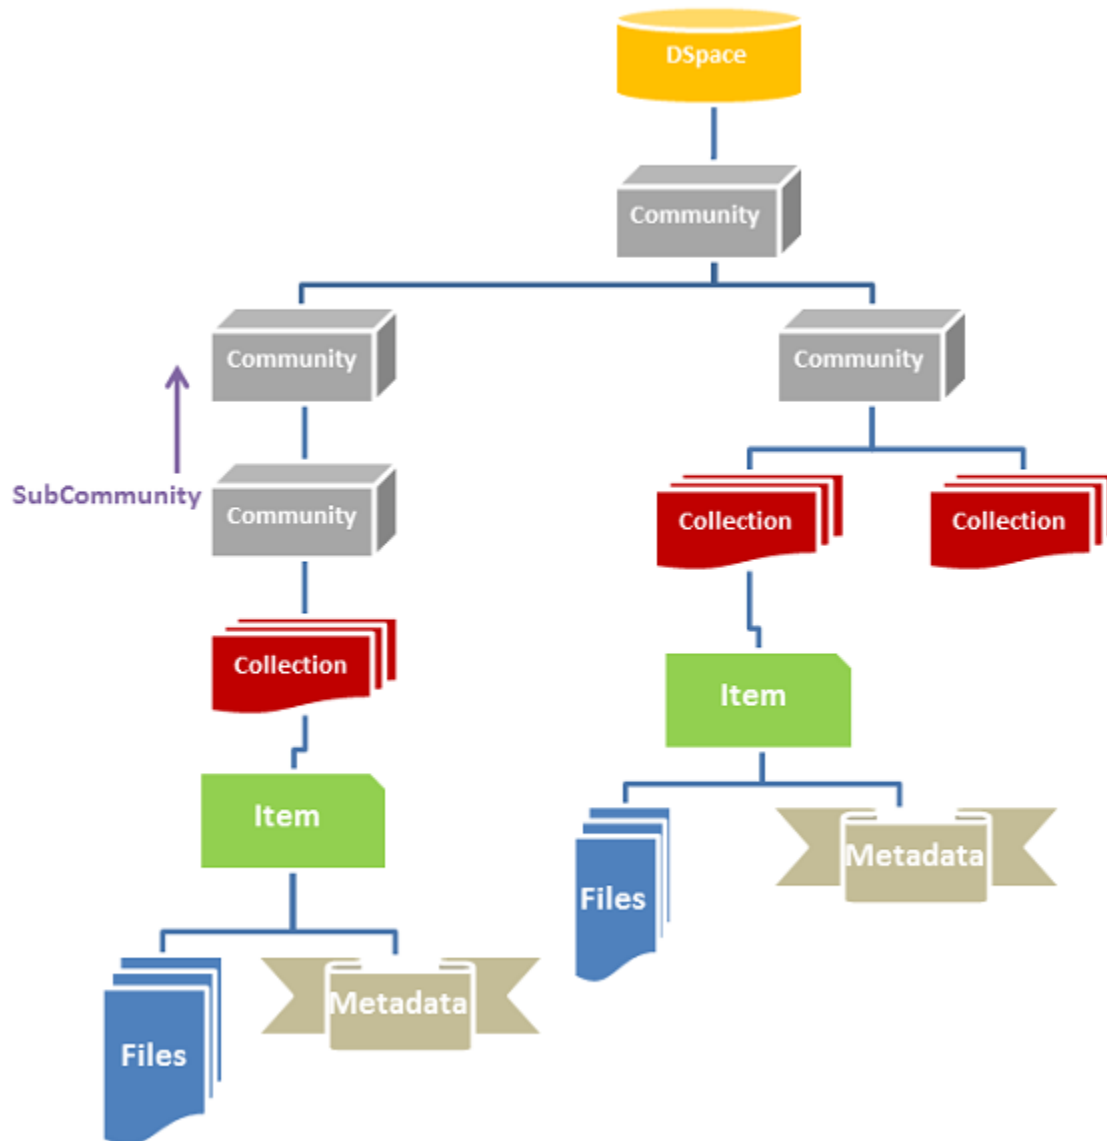 DSpace
Community
Community
Community
SubCommunity
Community
Collection
Collection
Collection
Item
Item
Files
Metadata
Files
Metadata